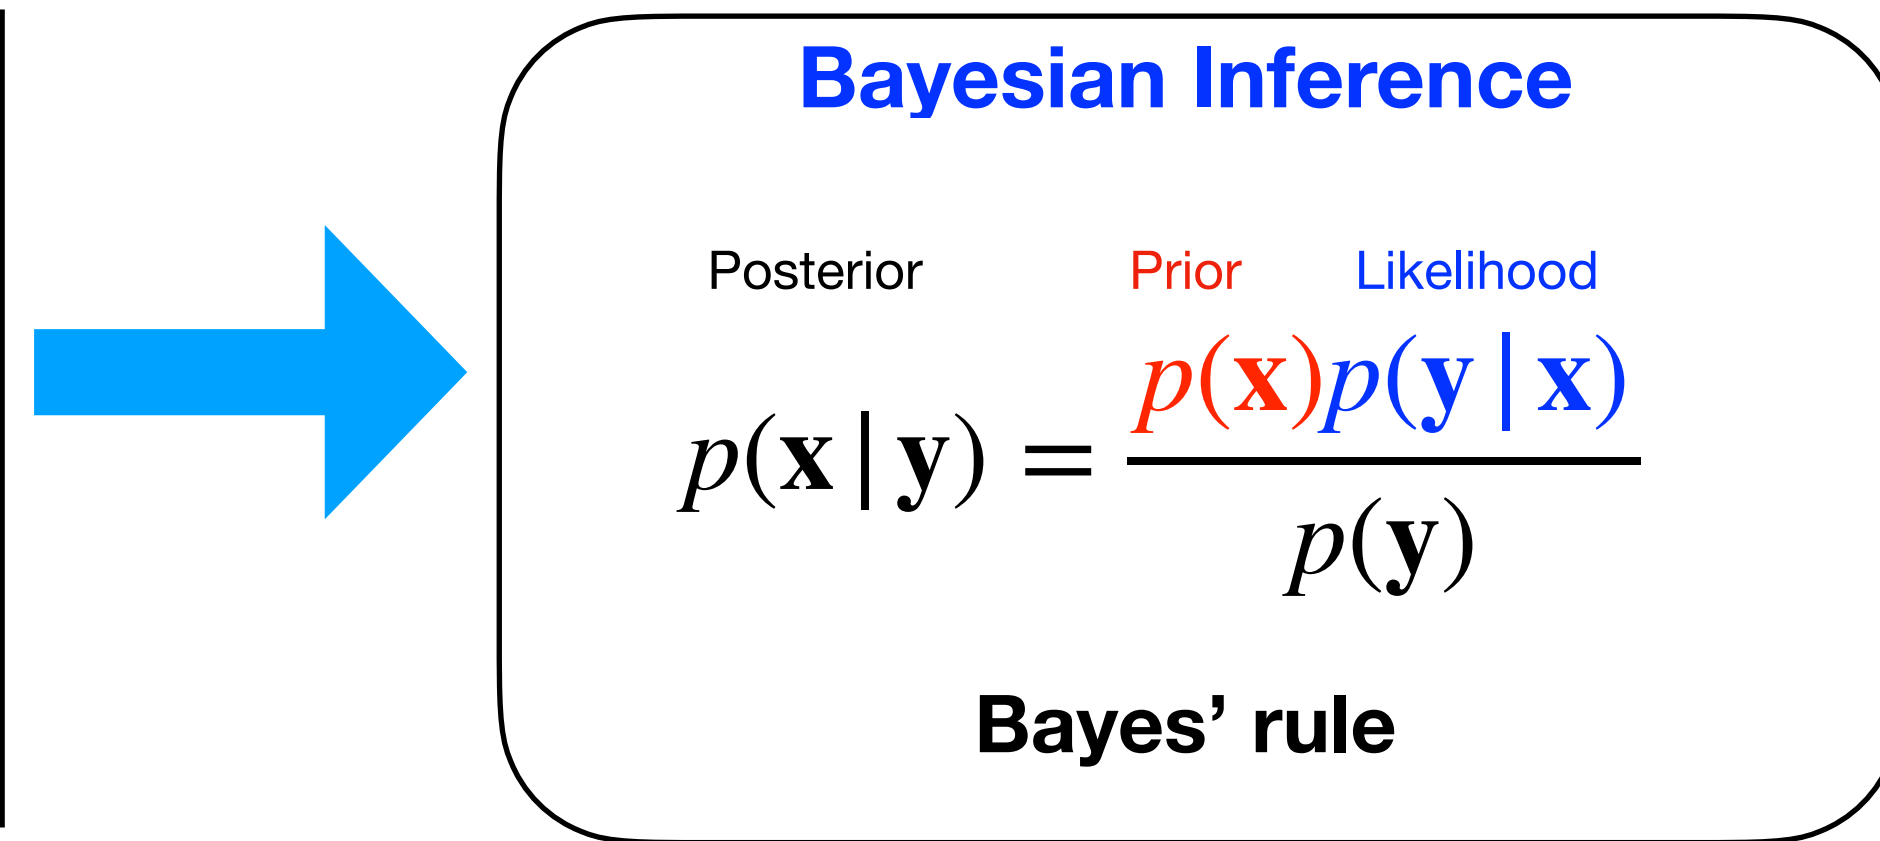 Bayesian Inference
Posterior Prior Likelihood
p(x | y) = p(x)p(y | x)
p(y)
Bayes’ rule